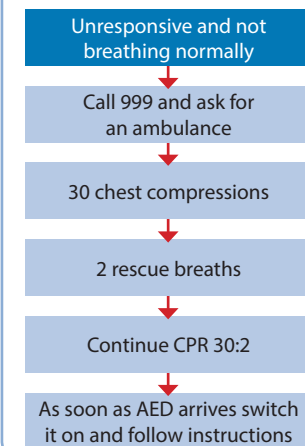 Unresponsive and not
breathing normally
Call 999 and ask for
an ambulance
30 chest compressions
2 rescue breaths
Continue CPR 30:2
As soon as AED arrives switch
it on and follow instructions